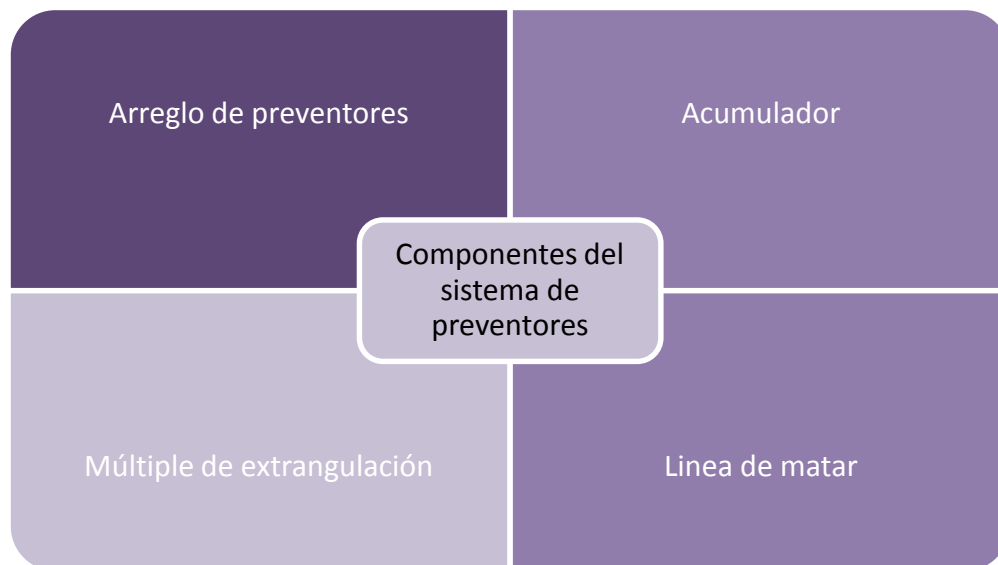 Arreglo de preventores
Acumulador
Componentes del
sistema de
preventores
Múltiple de extrangulación
Linea de matar